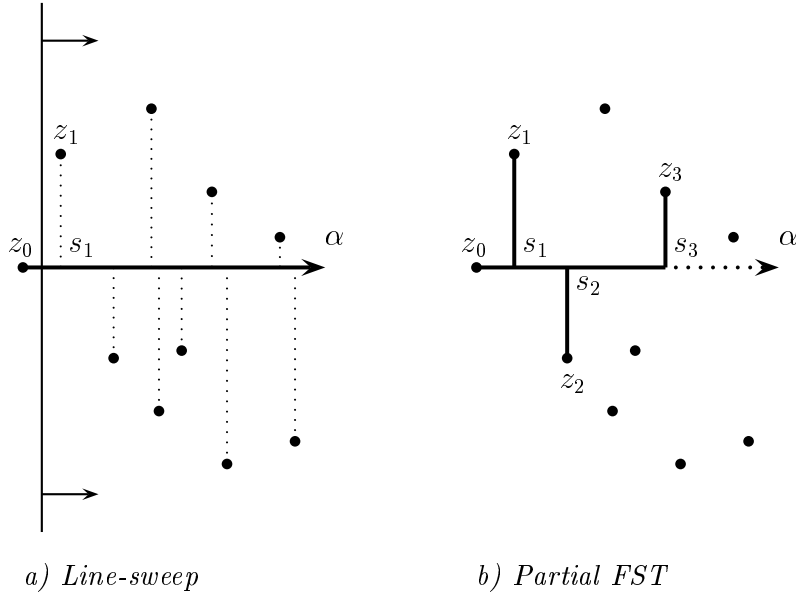 z₁
z₀
s₁
α
z₁
z₀
s₁
s₂
z₂
z₃
s₃
α
a) Line-sweep
b) Partial FST